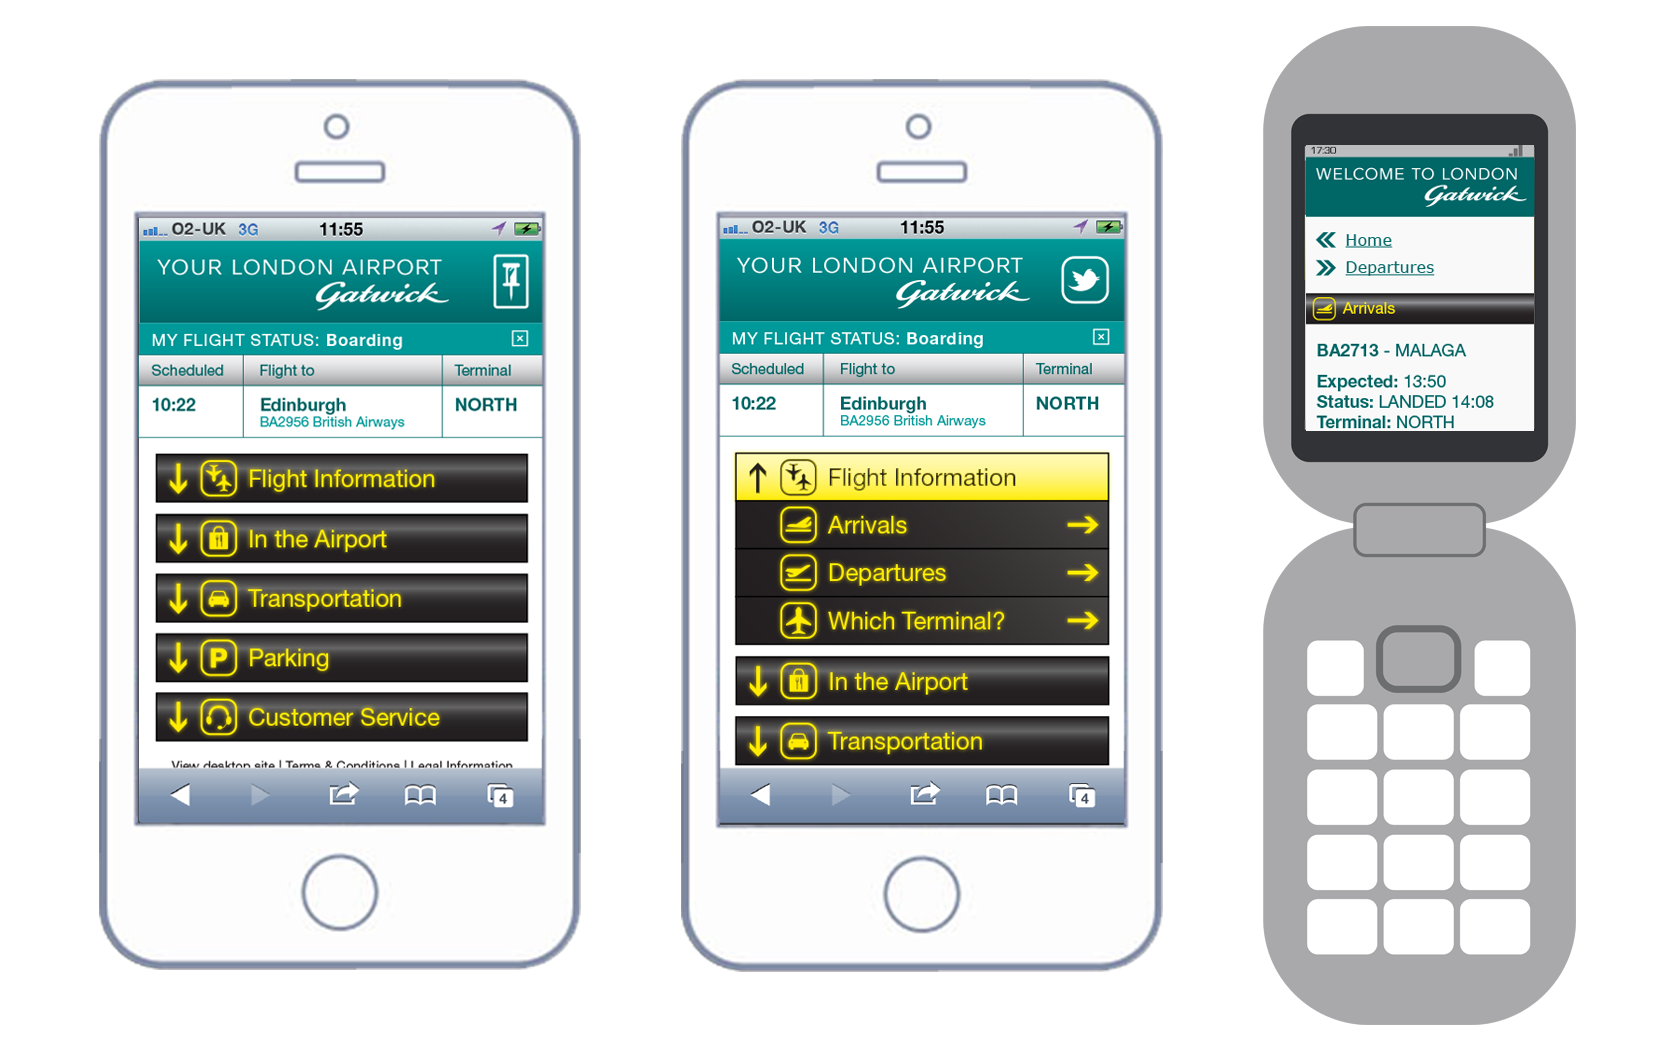 O2-UK 3G 11:55
YOUR LONDON AIRPORT
Gatwick
MY FLIGHT STATUS: Boarding
Scheduled Flight to Terminal
10:22 Edinburgh NORTH
BA2956 British Airways
Flight Information
In the Airport
P Parking
Transportation
Customer Service
View desktop site | Terms & Conditions | Legal Information
4
O2-UK 3G 11:55
YOUR LONDON AIRPORT
Gatwick
MY FLIGHT STATUS: Boarding
Scheduled Flight to Terminal
10:22 Edinburgh NORTH
BA2956 British Airways
Flight Information
Arrivals
Departures
Which Terminal?
In the Airport
Transportation
4
17:30
WELCOME TO LONDON
Gatwick
Home
Departures
Arrivals
BA2713 - MALAGA
Expected: 13:50
Status: LANDED 14:08
Terminal: NORTH